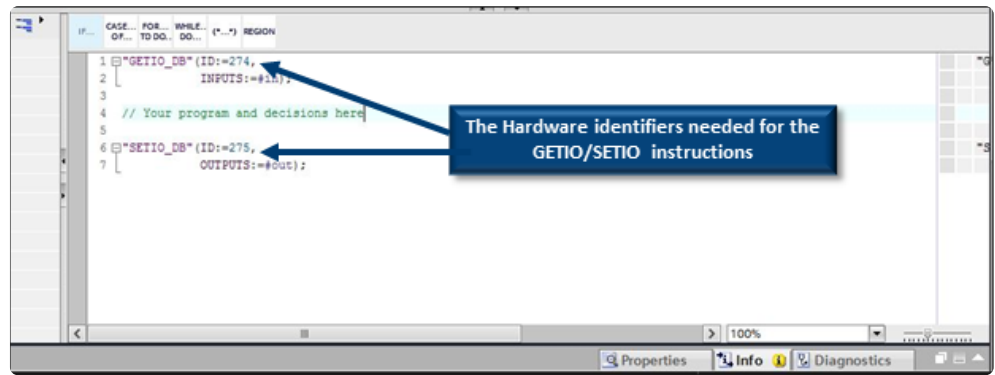 IF... CASE... OF... FOR... TO DO.. WHILE.. DO... (*...*) REGION
1 "GETIO_DB"(ID:=274,
2 INPUTS:=#in);
3
4 // Your program and decisions here
5
6 "SETIO_DB"(ID:=275,
7 OUTPUTS:=#out);
The Hardware identifiers needed for the
GETIO/SETIO instructions
"G
"S
100%
Properties Info Diagnostics